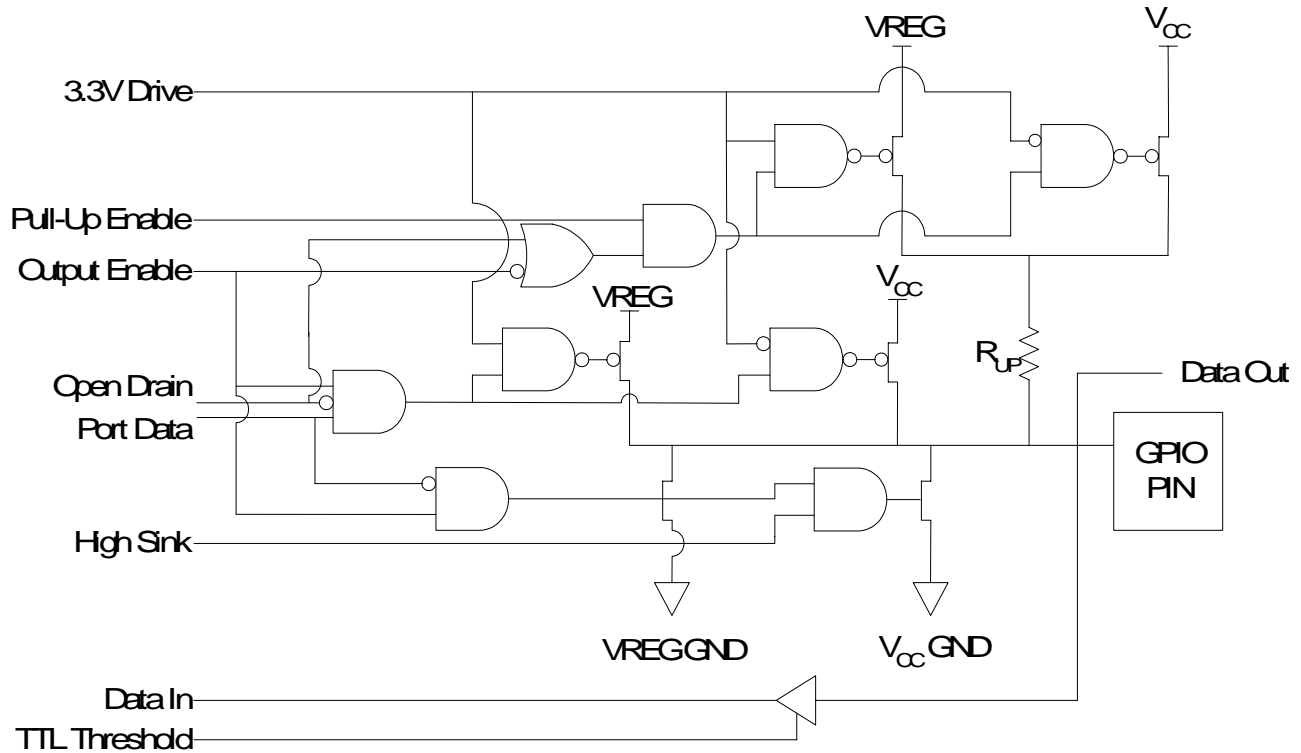 VREG
VCC
3.3V Drive
Pull-Up Enable
Output Enable
VREG
VCC
RUP
Data Out
Open Drain
Port Data
GPIO
PIN
High Sink
VREG GND
VCC GND
Data In
TTL Threshold